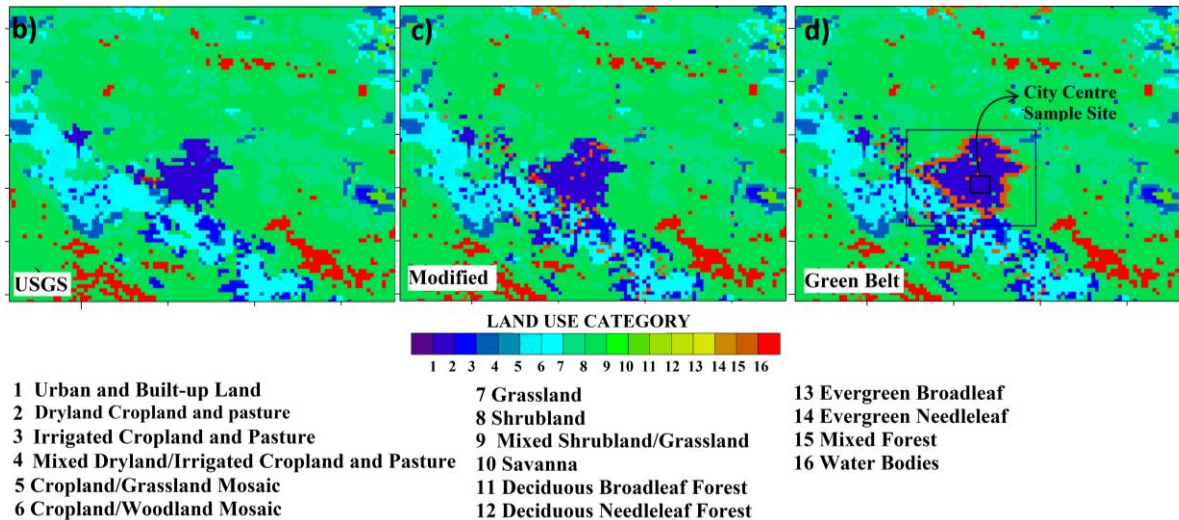 b)
c)
d)
City Centre
Sample Site
USGS
Modified
Green Belt
LAND USE CATEGORY
1 2 3 4 5 6 7 8 9 10 11 12 13 14 15 16
1 Urban and Built-up Land
2 Dryland Cropland and pasture
3 Irrigated Cropland and Pasture
4 Mixed Dryland/Irrigated Cropland and Pasture
5 Cropland/Grassland Mosaic
6 Cropland/Woodland Mosaic
7 Grassland
8 Shrubland
9 Mixed Shrubland/Grassland
10 Savanna
11 Deciduous Broadleaf Forest
12 Deciduous Needleleaf Forest
13 Evergreen Broadleaf
14 Evergreen Needleleaf
15 Mixed Forest
16 Water Bodies